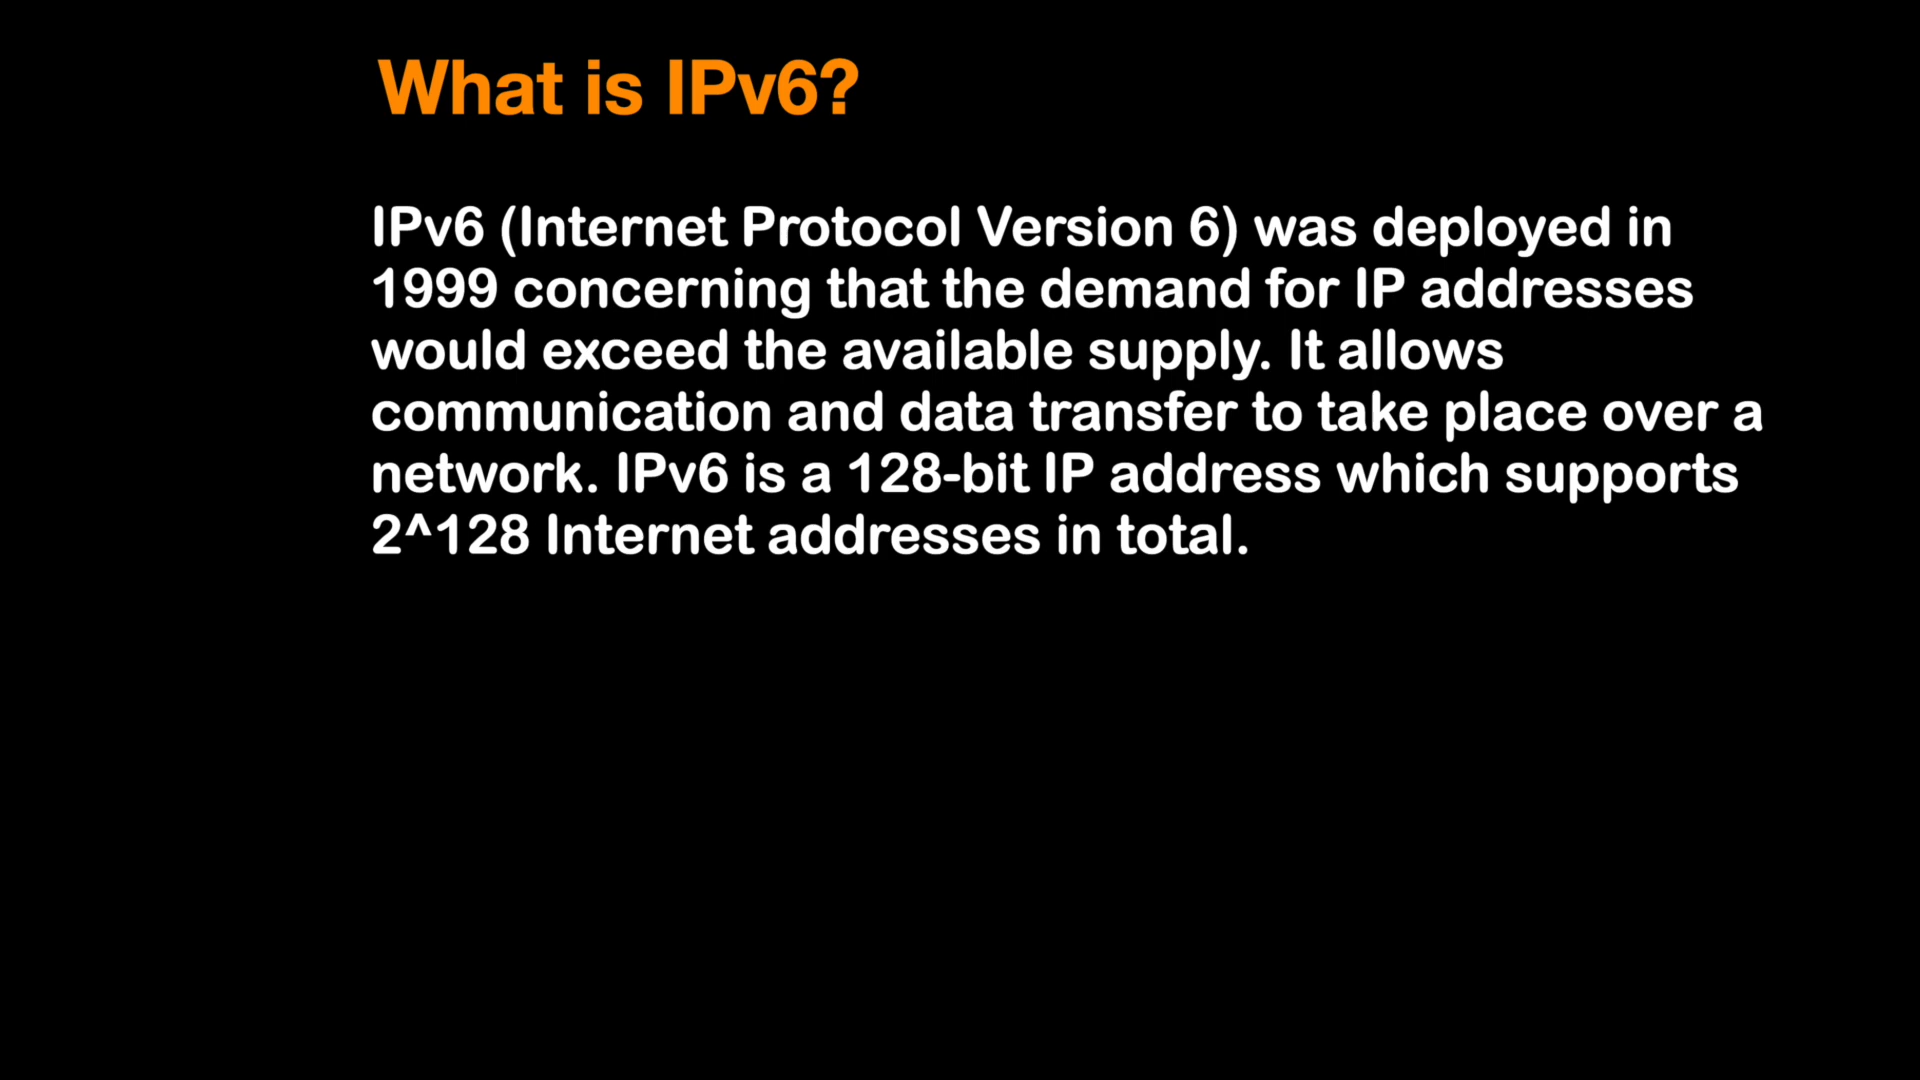 What is IPv6?
IPv6 (Internet Protocol Version 6) was deployed in
1999 concerning that the demand for IP addresses
would exceed the available supply. It allows
communication and data transfer to take place over a
network. IPv6 is a 128-bit IP address which supports
2^128 Internet addresses in total.